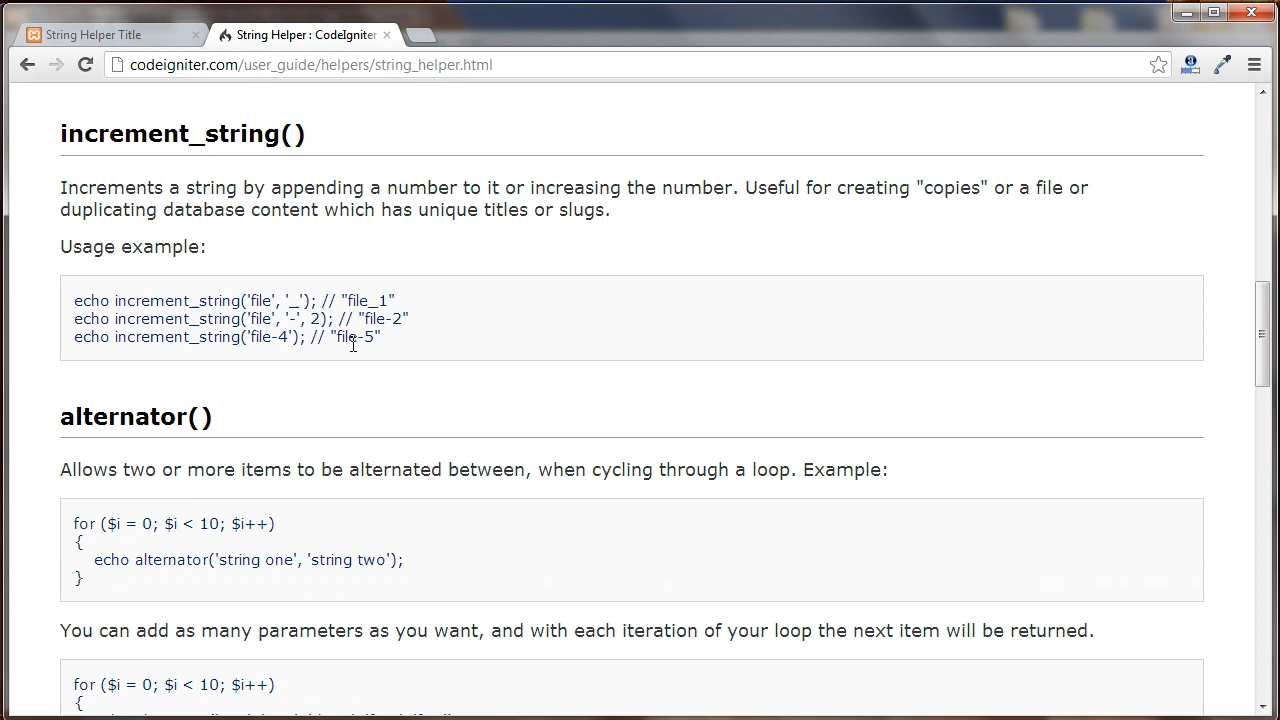 String Helper Title
String Helper : CodeIgniter
codeigniter.com/user_guide/helpers/string_helper.html
increment_string()
Increments a string by appending a number to it or increasing the number. Useful for creating "copies" or a file or
duplicating database content which has unique titles or slugs.
Usage example:
echo increment_string('file', '_'); // "file_1"
echo increment_string('file', '-', 2); // "file-2"
echo increment_string('file-4'); // "file-5"
alternator()
Allows two or more items to be alternated between, when cycling through a loop. Example:
for ($i = 0; $i < 10; $i++)
{
echo alternator('string one', 'string two');
}
You can add as many parameters as you want, and with each iteration of your loop the next item will be returned.
for ($i = 0; $i < 10; $i++)
{